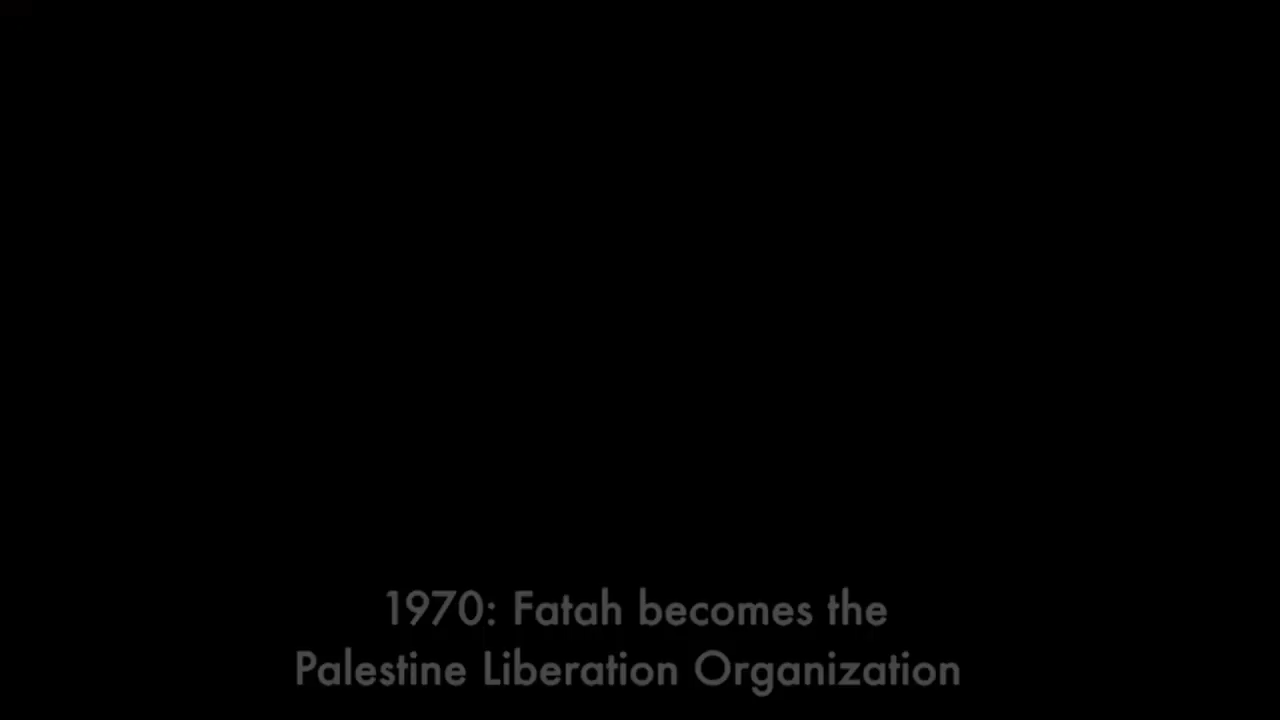 1970: Fatah becomes the
Palestine Liberation Organization